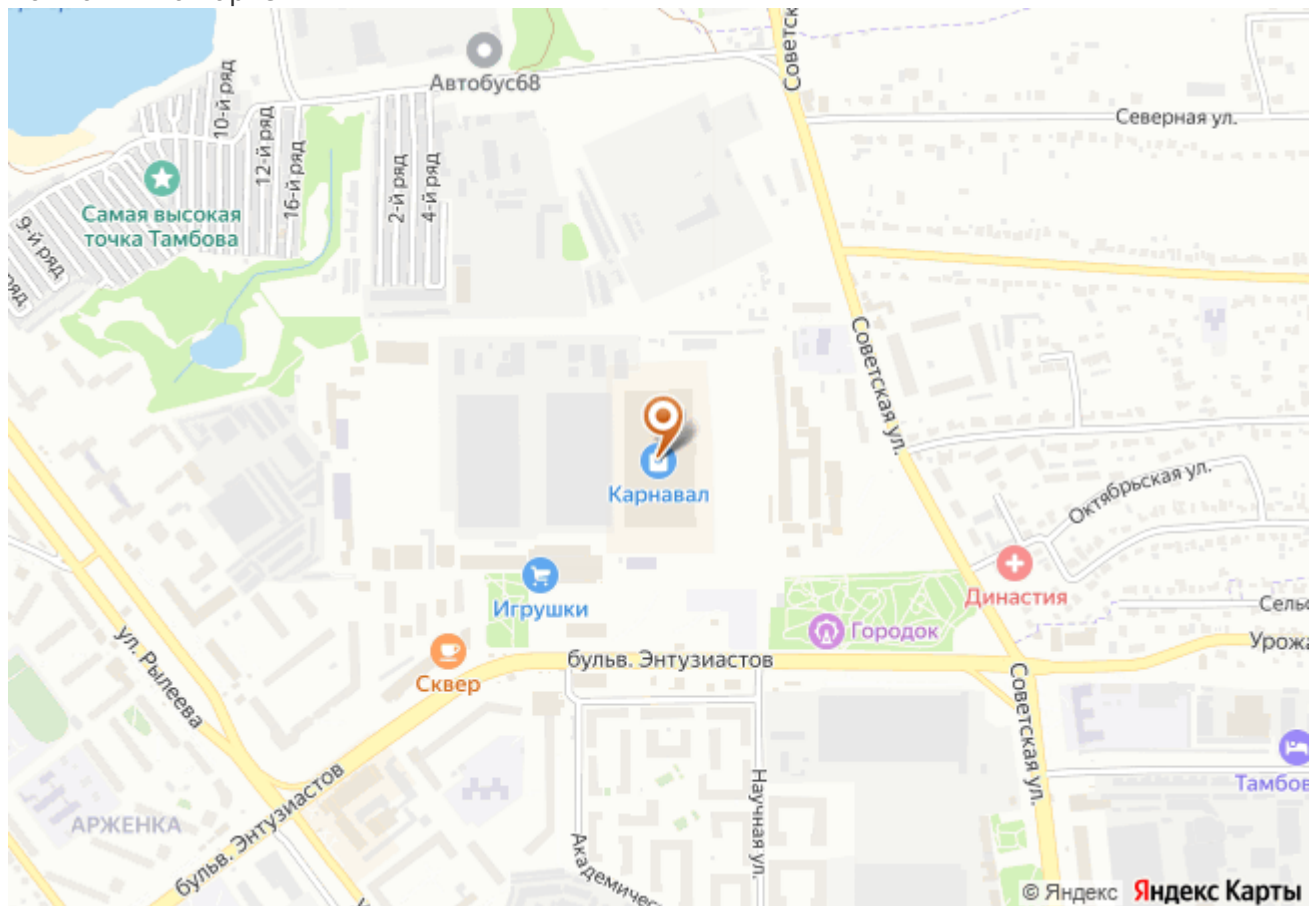 Автобус68
Советск
Северная ул.
10-й ряд
12-й ряд
16-й ряд
2-й ряд
4-й ряд
Самая высокая
точка Тамбова
9-й ряд
ряд
Советская ул.
Карнавал
Октябрьская ул.
Династия
Игрушки
Городок
Сельс
Урожа
бульв. Энтузиастов
Сквер
ул. Рылеева
Советская ул.
Тамбов
Научная ул.
АРЖЕНКА
бульв. Энтузиастов
Академичес
© Яндекс Яндекс Карты